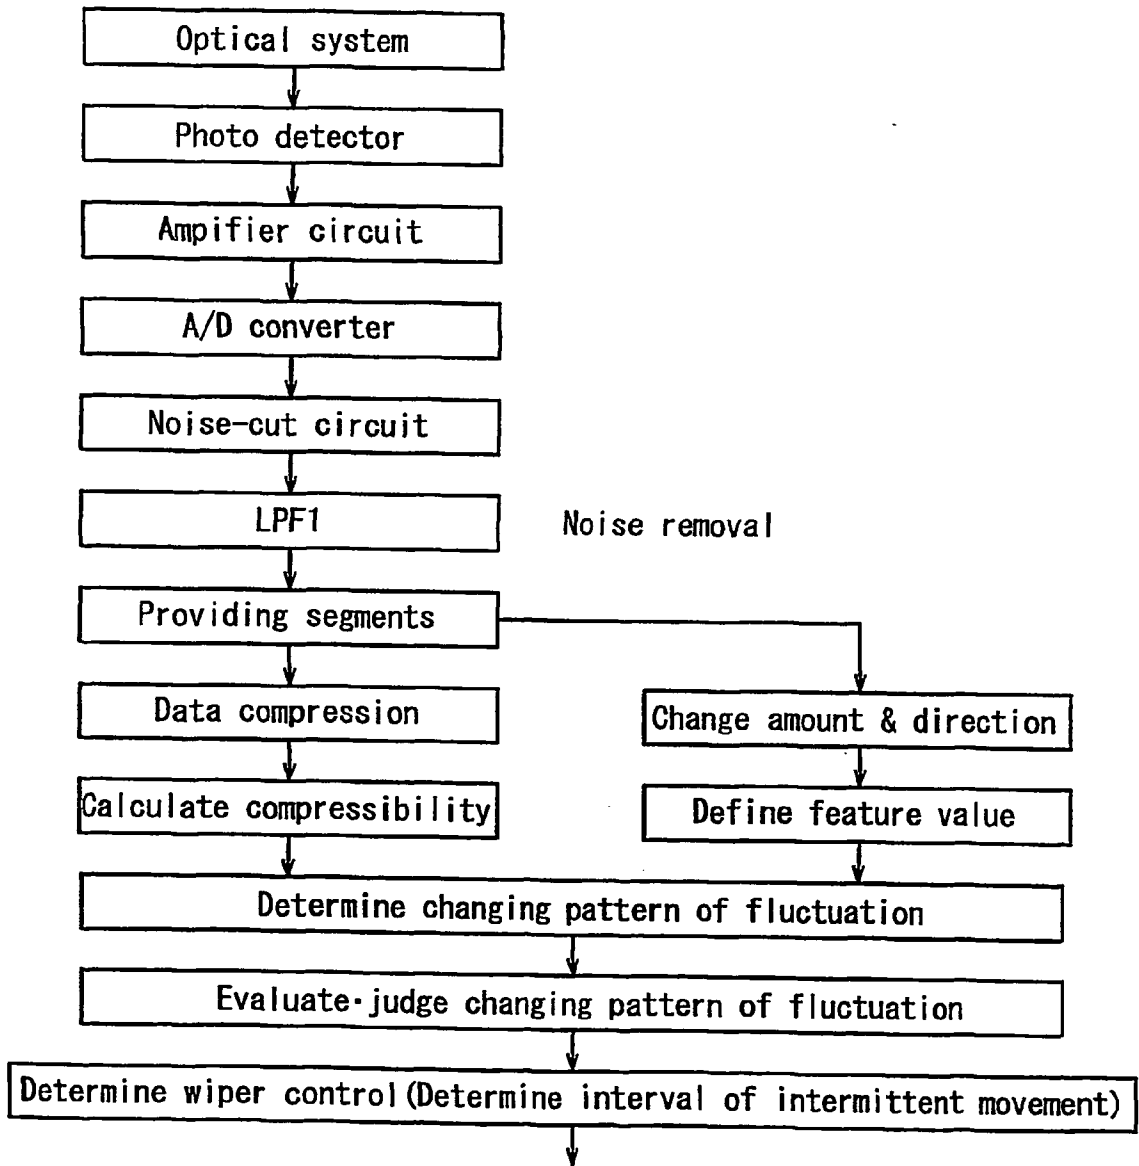 Optical system
Photo detector
Ampifier circuit
A/D converter
Noise-cut circuit
LPF1
Noise removal
Providing segments
Data compression
Change amount & direction
Calculate compressibility
Define feature value
Determine changing pattern of fluctuation
Evaluate·judge changing pattern of fluctuation
Determine wiper control(Determine interval of intermittent movement)